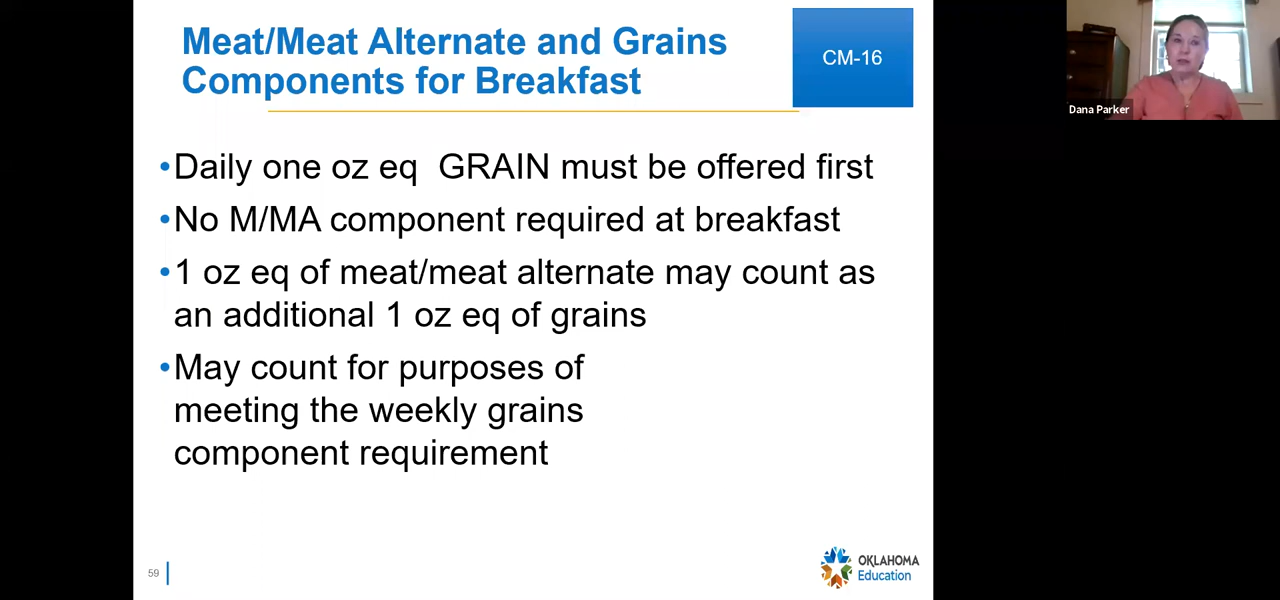 Meat/Meat Alternate and Grains
Components for Breakfast
CM-16
Dana Parker
•Daily one oz eq  GRAIN must be offered first
•No M/MA component required at breakfast
•1 oz eq of meat/meat alternate may count as
an additional 1 oz eq of grains
•May count for purposes of
meeting the weekly grains
component requirement
59
OKLAHOMA
Education